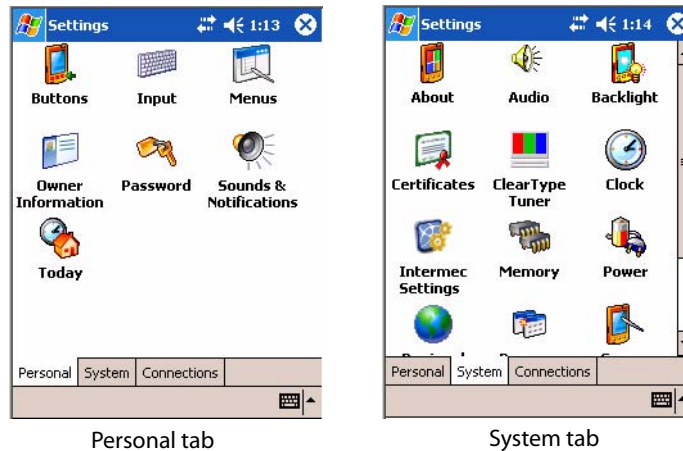 Settings 1:13
Buttons Input Menus
Owner Information Password Sounds & Notifications
Today
Personal System Connections
Personal tab
Settings 1:14
About Audio Backlight
Certificates ClearType Tuner Clock
Intermec Settings Memory Power
Personal System Connections
System tab